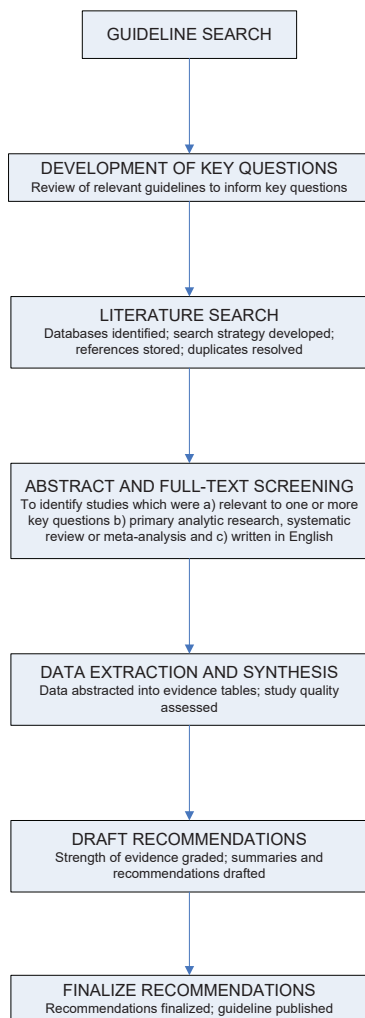 GUIDELINE SEARCH
DEVELOPMENT OF KEY QUESTIONS
Review of relevant guidelines to inform key questions
LITERATURE SEARCH
Databases identified; search strategy developed;
references stored; duplicates resolved
ABSTRACT AND FULL-TEXT SCREENING
To identify studies which were a) relevant to one or more
key questions b) primary analytic research, systematic
review or meta-analysis and c) written in English
DATA EXTRACTION AND SYNTHESIS
Data abstracted into evidence tables; study quality
assessed
DRAFT RECOMMENDATIONS
Strength of evidence graded; summaries and
recommendations drafted
FINALIZE RECOMMENDATIONS
Recommendations finalized; guideline published